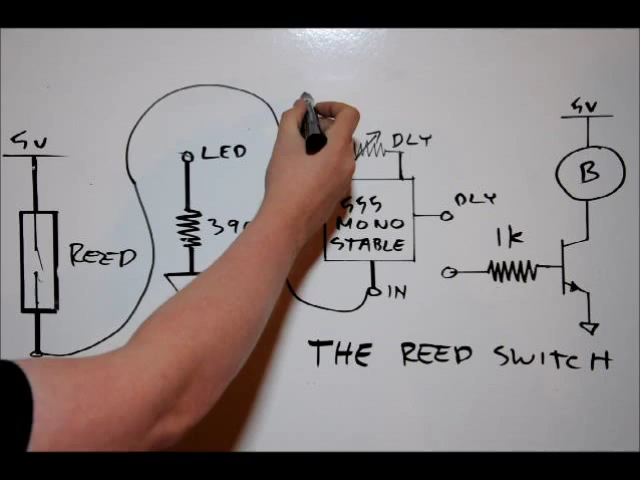 5V
REED
LED
DLY
555
MONO
STABLE
IN
DLY
1K
5V
B
THE REED SWITCH